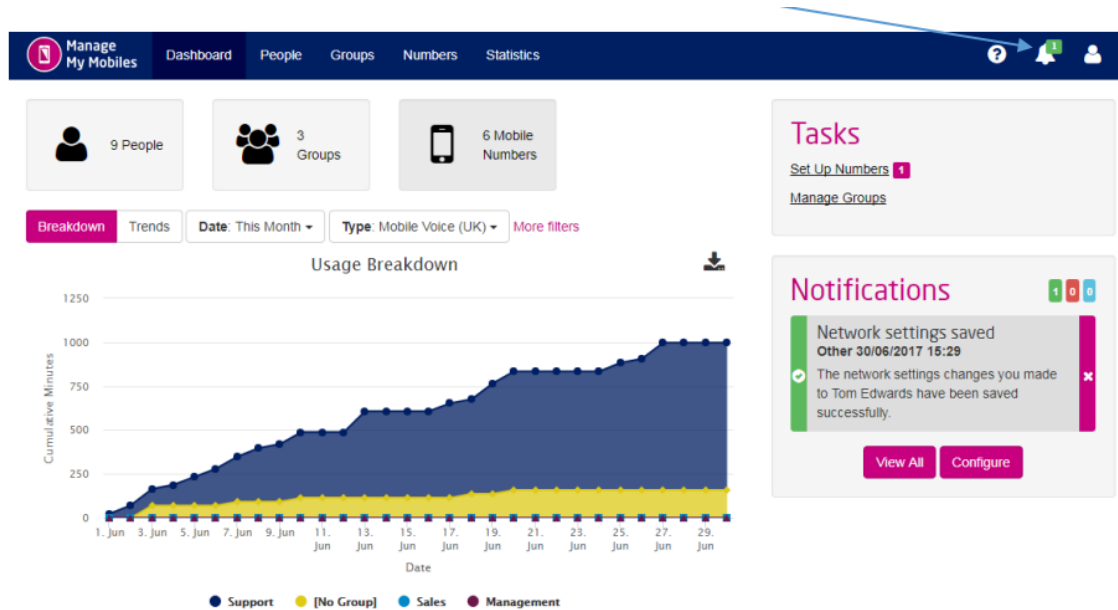 Manage
My Mobiles
Dashboard People Groups Numbers Statistics
? 1
9 People
3
Groups
6 Mobile
Numbers
Breakdown Trends Date: This Month Type: Mobile Voice (UK) More filters
Usage Breakdown
1250
1000
750
500
250
0
Cumulative Minutes
1. Jun 3. Jun 5. Jun 7. Jun 9. Jun 11. Jun 13. Jun 15. Jun 17. Jun 19. Jun 21. Jun 23. Jun 25. Jun 27. Jun 29. Jun
Date
Support [No Group] Sales Management
Tasks
Set Up Numbers 1
Manage Groups
Notifications 1 0 0
Network settings saved
Other 30/06/2017 15:29
The network settings changes you made
to Tom Edwards have been saved
successfully.
View All Configure